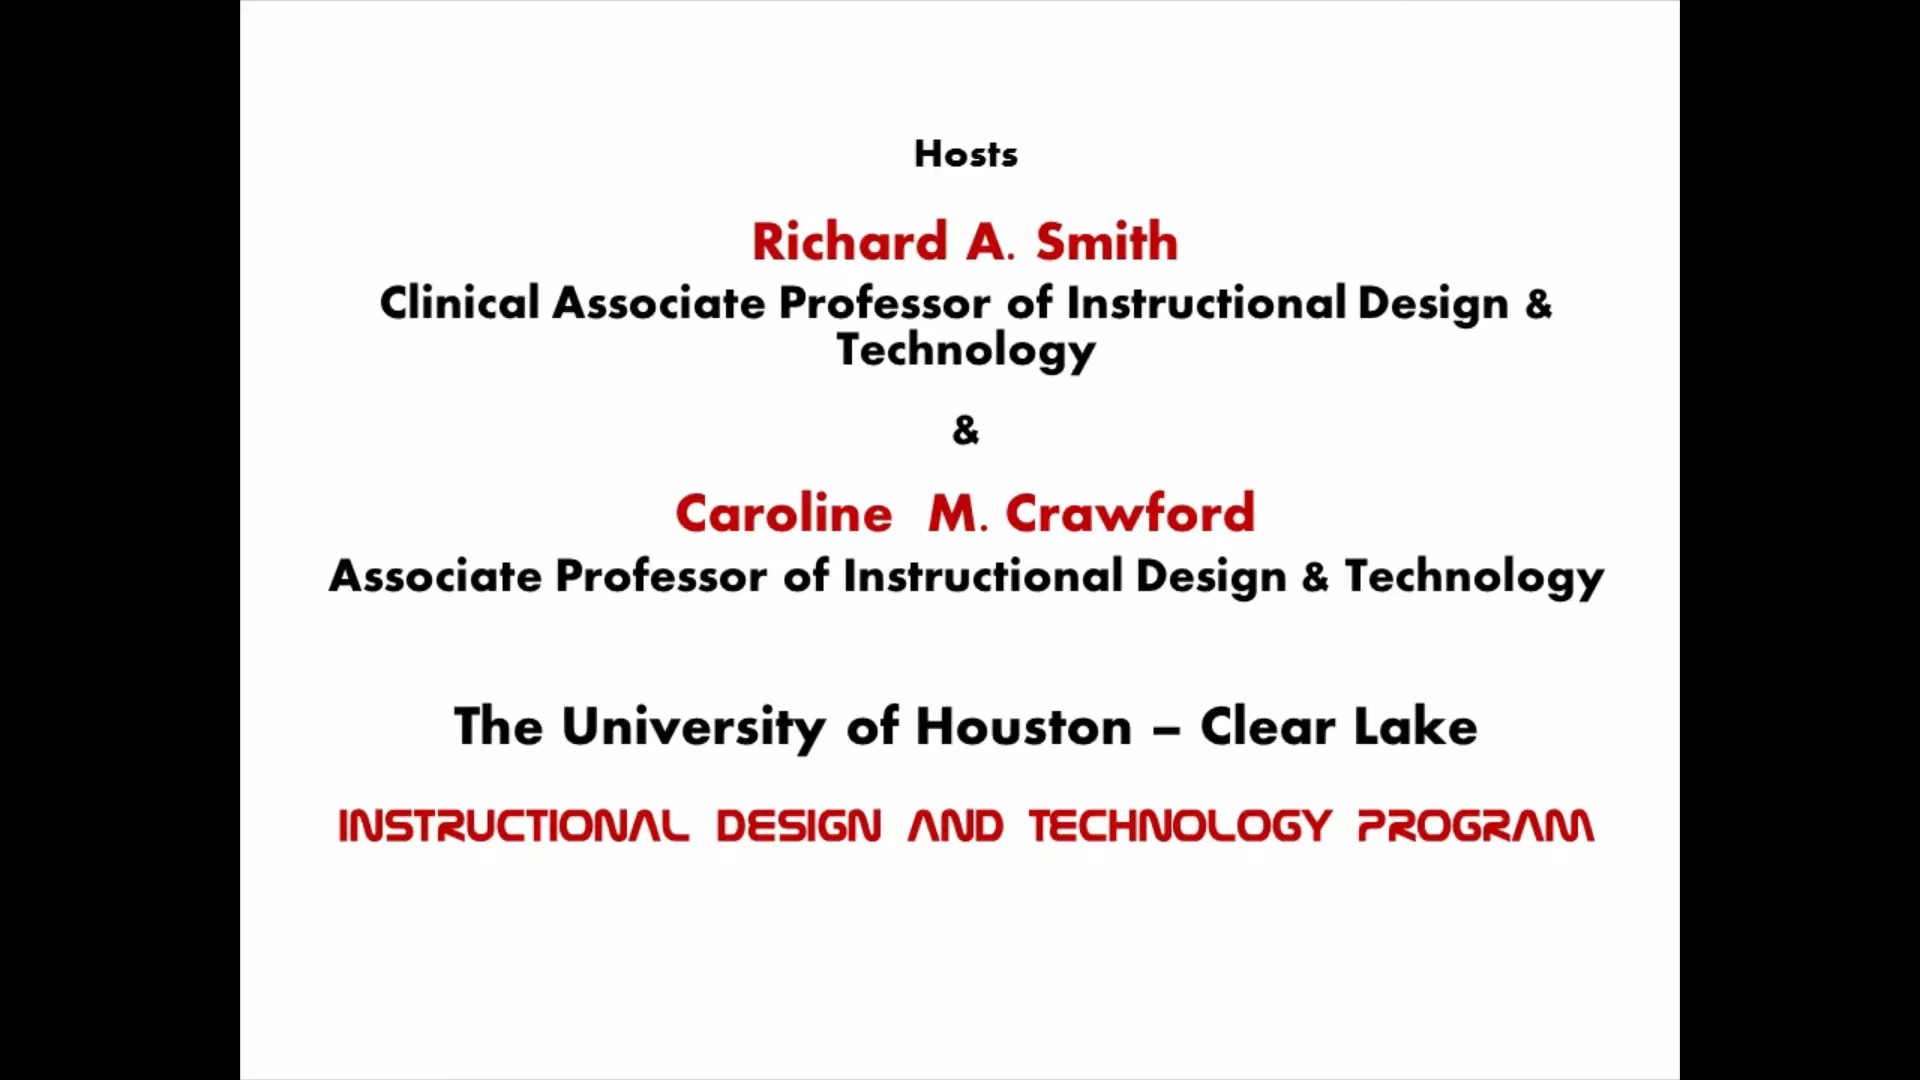 Hosts
Richard A. Smith
Clinical Associate Professor of Instructional Design &
Technology
&
Caroline M. Crawford
Associate Professor of Instructional Design & Technology
The University of Houston – Clear Lake
INSTRUCTIONAL DESIGN AND TECHNOLOGY PROGRAM